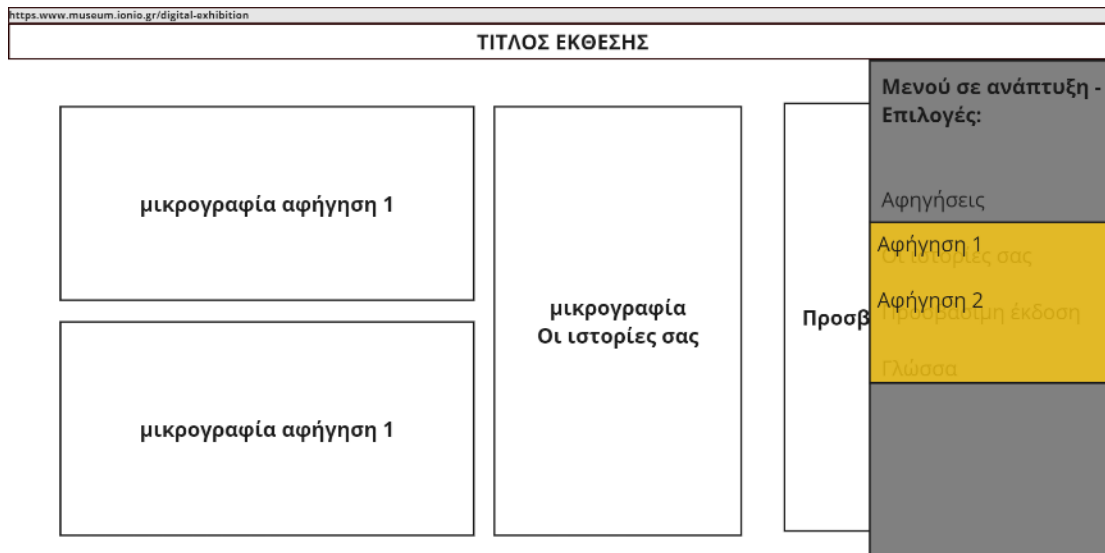 https.www.museum.ionio.gr/digital-exhibition
ΤΙΤΛΟΣ ΕΚΘΕΣΗΣ
μικρογραφία αφήγηση 1
μικρογραφία αφήγηση 1
μικρογραφία
Οι ιστορίες σας
Προσβ
Μενού σε ανάπτυξη -
Επιλογές:
Αφηγήσεις
Αφήγηση 1
Οι ιστορίες σας
Αφήγηση 2
Προσβάσιμη έκδοση
Γλώσσα